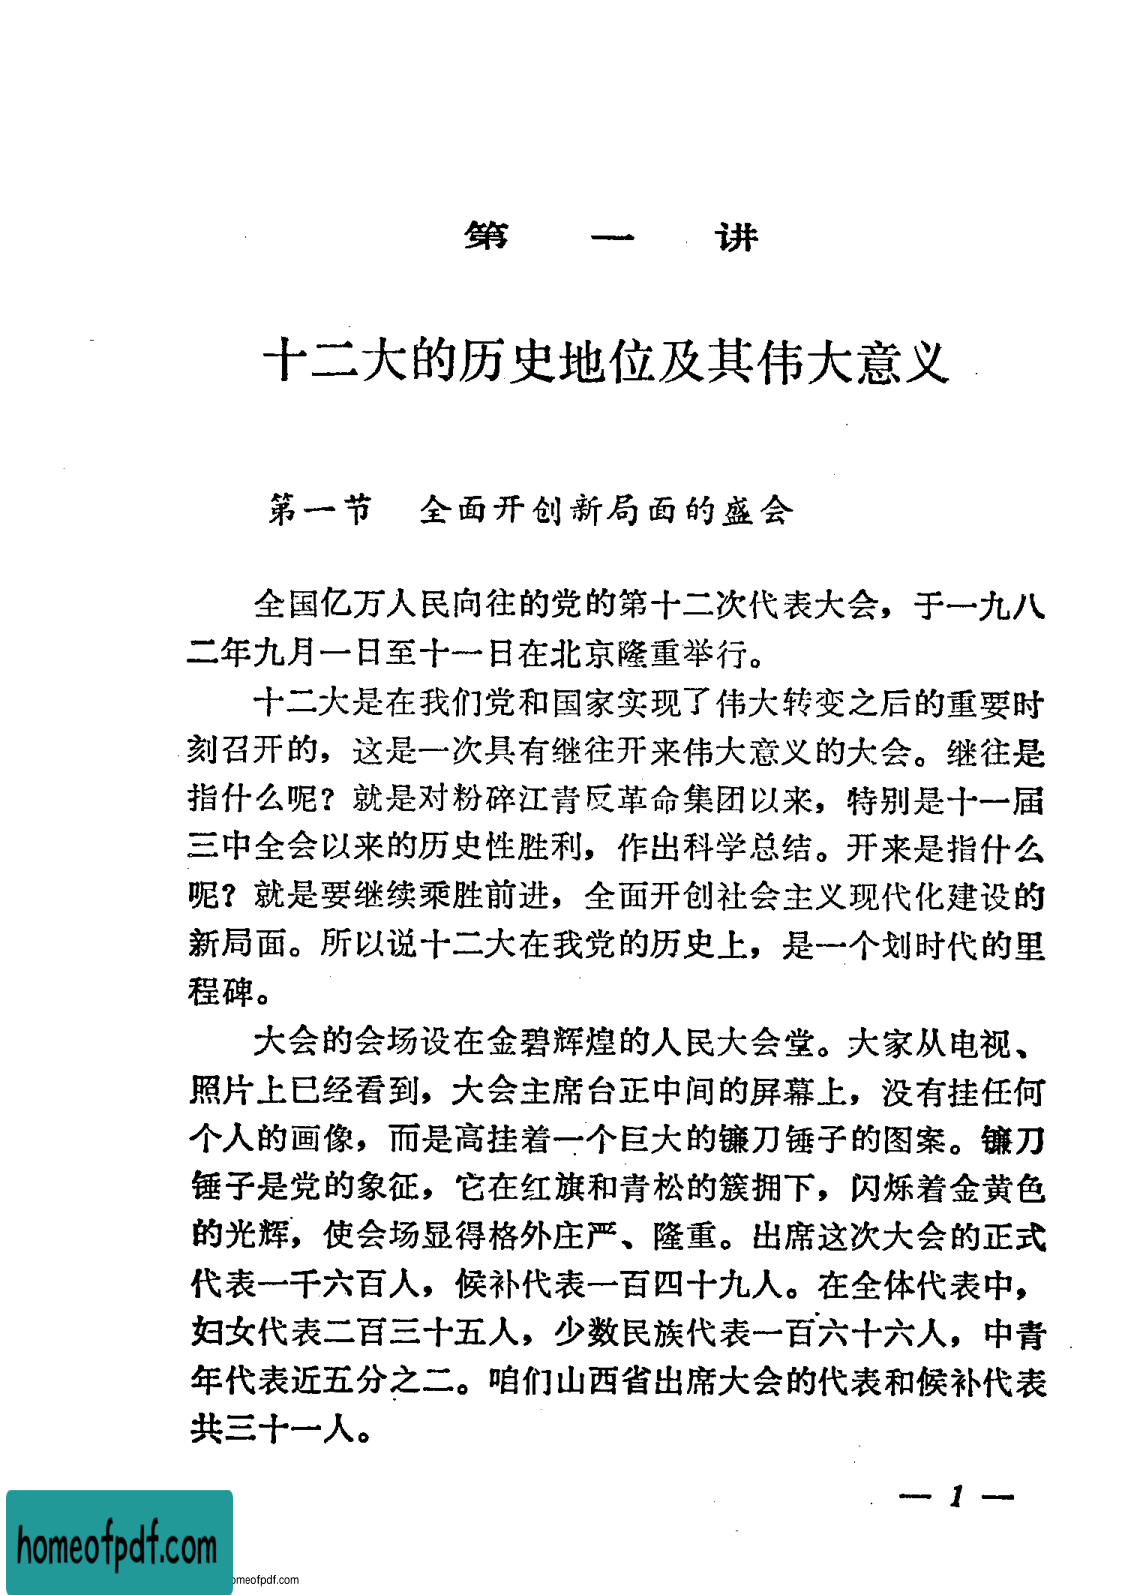 第一讲
十二大的历史地位及其伟大意义
第一节 全面开创新局面的盛会
全国亿万人民向往的党的第十二次代表大会，于一九八
二年九月一日至十一日在北京隆重举行。
十二大是在我们党和国家实现了伟大转变之后的重要时
刻召开的，这是一次具有继往开来伟大意义的大会。继往是
指什么呢？就是对粉碎江青反革命集团以来，特别是十一届
三中全会以来的历史性胜利，作出科学总结。开来是指什么
呢？就是要继续乘胜前进，全面开创社会主义现代化建设的
新局面。所以说十二大在我党的历史上，是一个划时代的里
程碑。
大会的会场设在金碧辉煌的人民大会堂。大家从电视、
照片上已经看到，大会主席台正中间的屏幕上，没有挂任何
个人的画像，而是高挂着一个巨大的镰刀锤子的图案。镰刀
锤子是党的象征，它在红旗和青松的簇拥下，闪烁着金黄色
的光辉，使会场显得格外庄严、隆重。出席这次大会的正式
代表一千六百人，候补代表一百四十九人。在全体代表中，
妇女代表二百三十五人，少数民族代表一百六十六人，中青
年代表近五分之二。咱们山西省出席大会的代表和候补代表
共三十一人。
— 1 —
homeofpdf.com
omeofpdf.com